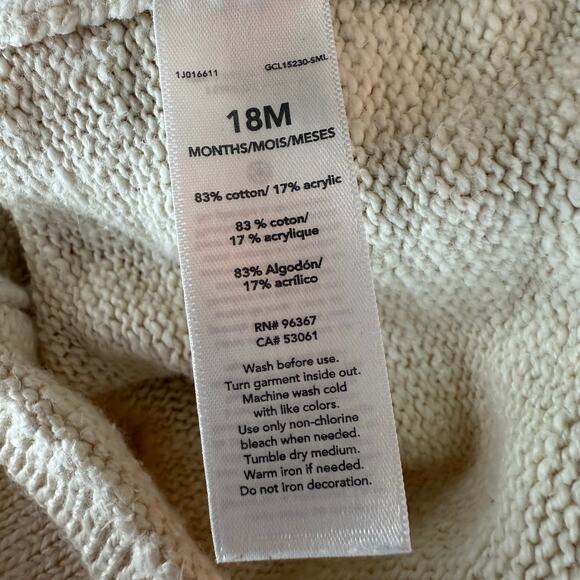 1J016611 GCL15230-SML
18M
MONTHS/MOIS/MESES
83% cotton/ 17% acrylic
83 % coton/
17 % acrylique
83% Algodón/
17% acrílico
RN# 96367
CA# 53061
Wash before use.
Turn garment inside out.
Machine wash cold
with like colors.
Use only non-chlorine
bleach when needed.
Tumble dry medium.
Warm iron if needed.
Do not Iron decoration.